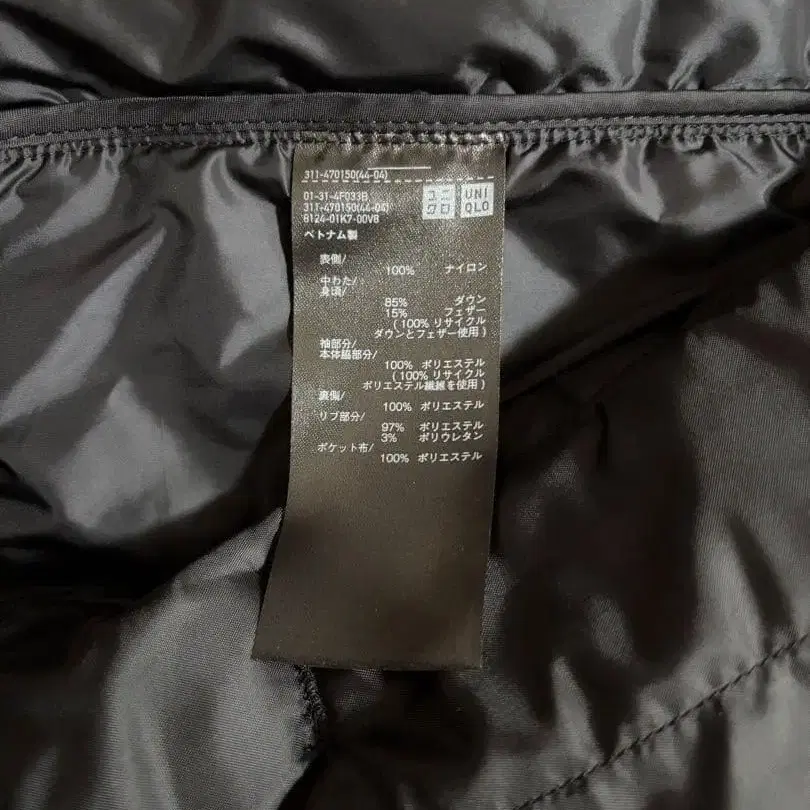 311-470150(44-04)
01-31-4F033B
311-470150(44-04)
8124-01K7-00V8
ユニ
クロ
UNI
QLO
ベトナム製
表側/
100% ナイロン
中わた/
身頃/
85% ダウン
15% フェザー
(100% リサイクル
ダウンとフェザー使用)
袖部分/
本体脇部分/
100% ポリエステル
(100% リサイクル
ポリエステル繊維を使用)
裏側/
100% ポリエステル
リブ部分/
97% ポリエステル
3% ポリウレタン
ポケット布/
100% ポリエステル